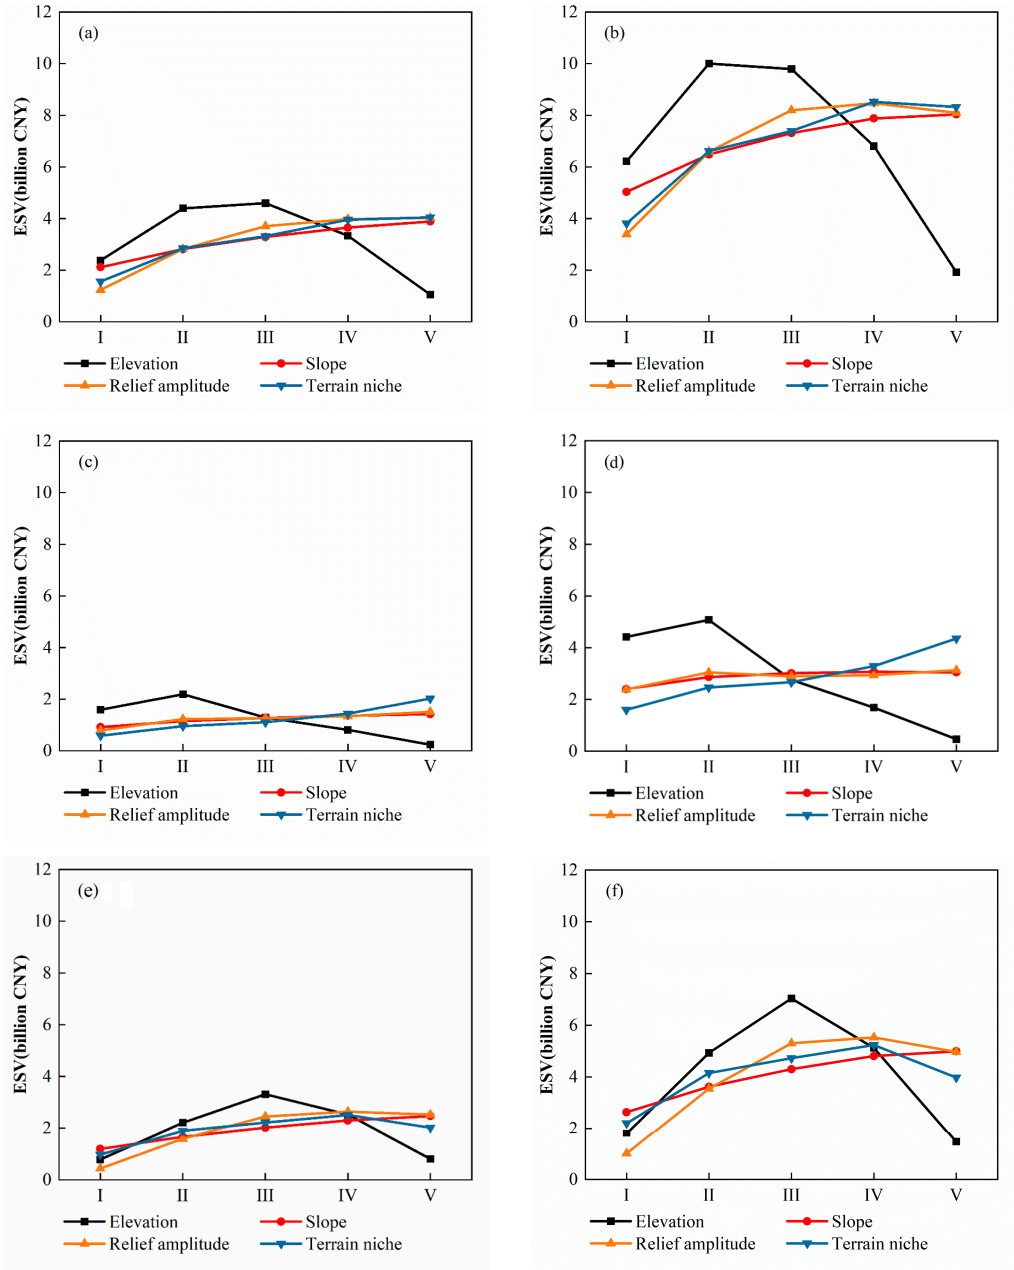 (a)
ESV(billion CNY)
12
10
8
6
4
2
0
I II III IV V
Elevation Slope
Relief amplitude Terrain niche
(b)
ESV(billion CNY)
12
10
8
6
4
2
0
I II III IV V
Elevation Slope
Relief amplitude Terrain niche
(c)
ESV(billion CNY)
12
10
8
6
4
2
0
I II III IV V
Elevation Slope
Relief amplitude Terrain niche
(d)
ESV(billion CNY)
12
10
8
6
4
2
0
I II III IV V
Elevation Slope
Relief amplitude Terrain niche
(e)
ESV(billion CNY)
12
10
8
6
4
2
0
I II III IV V
Elevation Slope
Relief amplitude Terrain niche
(f)
ESV(billion CNY)
12
10
8
6
4
2
0
I II III IV V
Elevation Slope
Relief amplitude Terrain niche